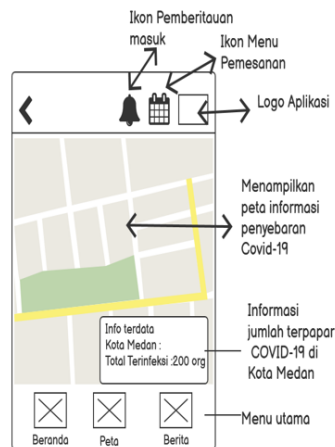 Ikon Pemberitauan
masuk
Ikon Menu
Pemesanan
Logo Aplikasi
Menampilkan
peta informasi
penyebaran
Covid-19
Info terdata
Kota Medan :
Total Terinfeksi :200 org
Informasi
jumlah terpapar
COVID-19 di
Kota Medan
Menu utama
Beranda
Peta
Berita